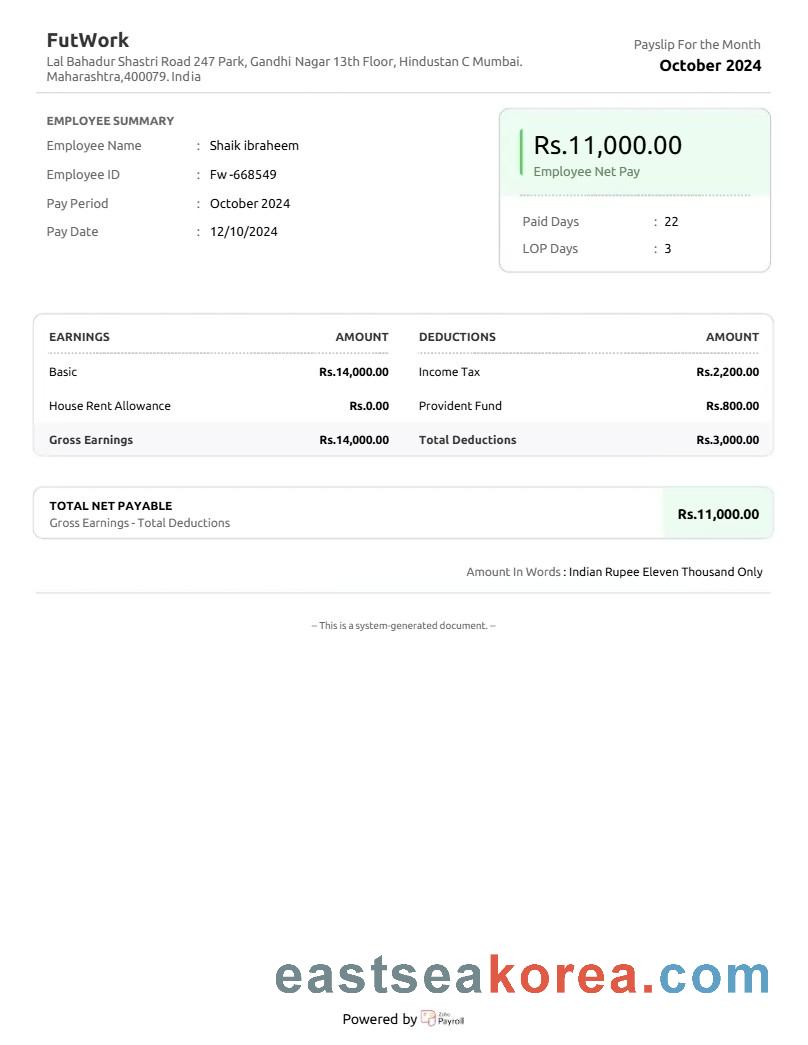 FutWork
Lal Bahadur Shastri Road 247 Park, Gandhi Nagar 13th Floor, Hindustan C Mumbai.
Maharashtra,400079. India
Payslip For the Month
October 2024
EMPLOYEE SUMMARY
Employee Name : Shaik ibraheem
Employee ID : Fw -668549
Pay Period : October 2024
Pay Date : 12/10/2024
Rs.11,000.00
Employee Net Pay
Paid Days : 22
LOP Days : 3
EARNINGS AMOUNT DEDUCTIONS AMOUNT
Basic Rs.14,000.00 Income Tax Rs.2,200.00
House Rent Allowance Rs.0.00 Provident Fund Rs.800.00
Gross Earnings Rs.14,000.00 Total Deductions Rs.3,000.00
TOTAL NET PAYABLE
Gross Earnings - Total Deductions
Rs.11,000.00
Amount In Words : Indian Rupee Eleven Thousand Only
-- This is a system-generated document. --
eastseakorea.com
Powered by Zoho Payroll